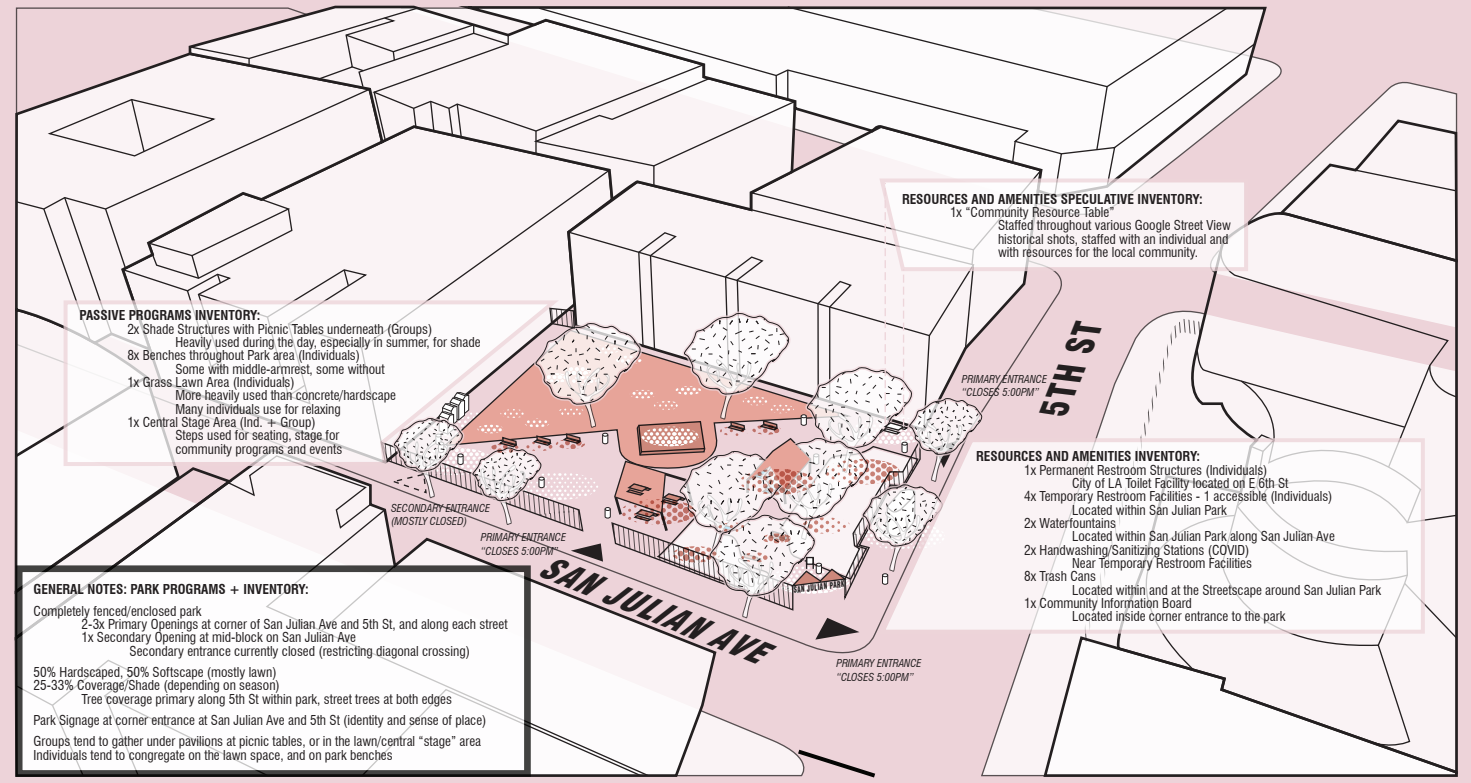 RESOURCES AND AMENITIES SPECULATIVE INVENTORY:
1x “Community Resource Table”
Staffed throughout various Google Street View
historical shots, staffed with an individual and
with resources for the local community.
PASSIVE PROGRAMS INVENTORY:
2x Shade Structures with Picnic Tables underneath (Groups)
Heavily used during the day, especially in summer, for shade
8x Benches throughout Park area (Individuals)
Some with middle-armrest, some without
1x Grass Lawn Area (Individuals)
More heavily used than concrete/hardscape
Many individuals use for relaxing
1x Central Stage Area (Ind. + Group)
Steps used for seating, stage for
community programs and events
5TH ST
PRIMARY ENTRANCE
“CLOSES 5:00PM”
RESOURCES AND AMENITIES INVENTORY:
1x Permanent Restroom Structures (Individuals)
City of LA Toilet Facility located on E 6th St
4x Temporary Restroom Facilities - 1 accessible (Individuals)
Located within San Julian Park
2x Waterfountains
Located within San Julian Park along San Julian Ave
2x Handwashing/Sanitizing Stations (COVID)
Near Temporary Restroom Facilities
8x Trash Cans
Located within and at the Streetscape around San Julian Park
1x Community Information Board
Located inside corner entrance to the park
SECONDARY ENTRANCE
(MOSTLY CLOSED)
PRIMARY ENTRANCE
“CLOSES 5:00PM”
SAN JULIAN AVE
SAN JULIAN PARK
PRIMARY ENTRANCE
“CLOSES 5:00PM”
GENERAL NOTES: PARK PROGRAMS + INVENTORY:
Completely fenced/enclosed park
2-3x Primary Openings at corner of San Julian Ave and 5th St, and along each street
1x Secondary Opening at mid-block on San Julian Ave
Secondary entrance currently closed (restricting diagonal crossing)
50% Hardscaped, 50% Softscape (mostly lawn)
25-33% Coverage/Shade (depending on season)
Tree coverage primary along 5th St within park, street trees at both edges
Park Signage at corner entrance at San Julian Ave and 5th St (identity and sense of place)
Groups tend to gather under pavilions at picnic tables, or in the lawn/central “stage” area
Individuals tend to congregate on the lawn space, and on park benches